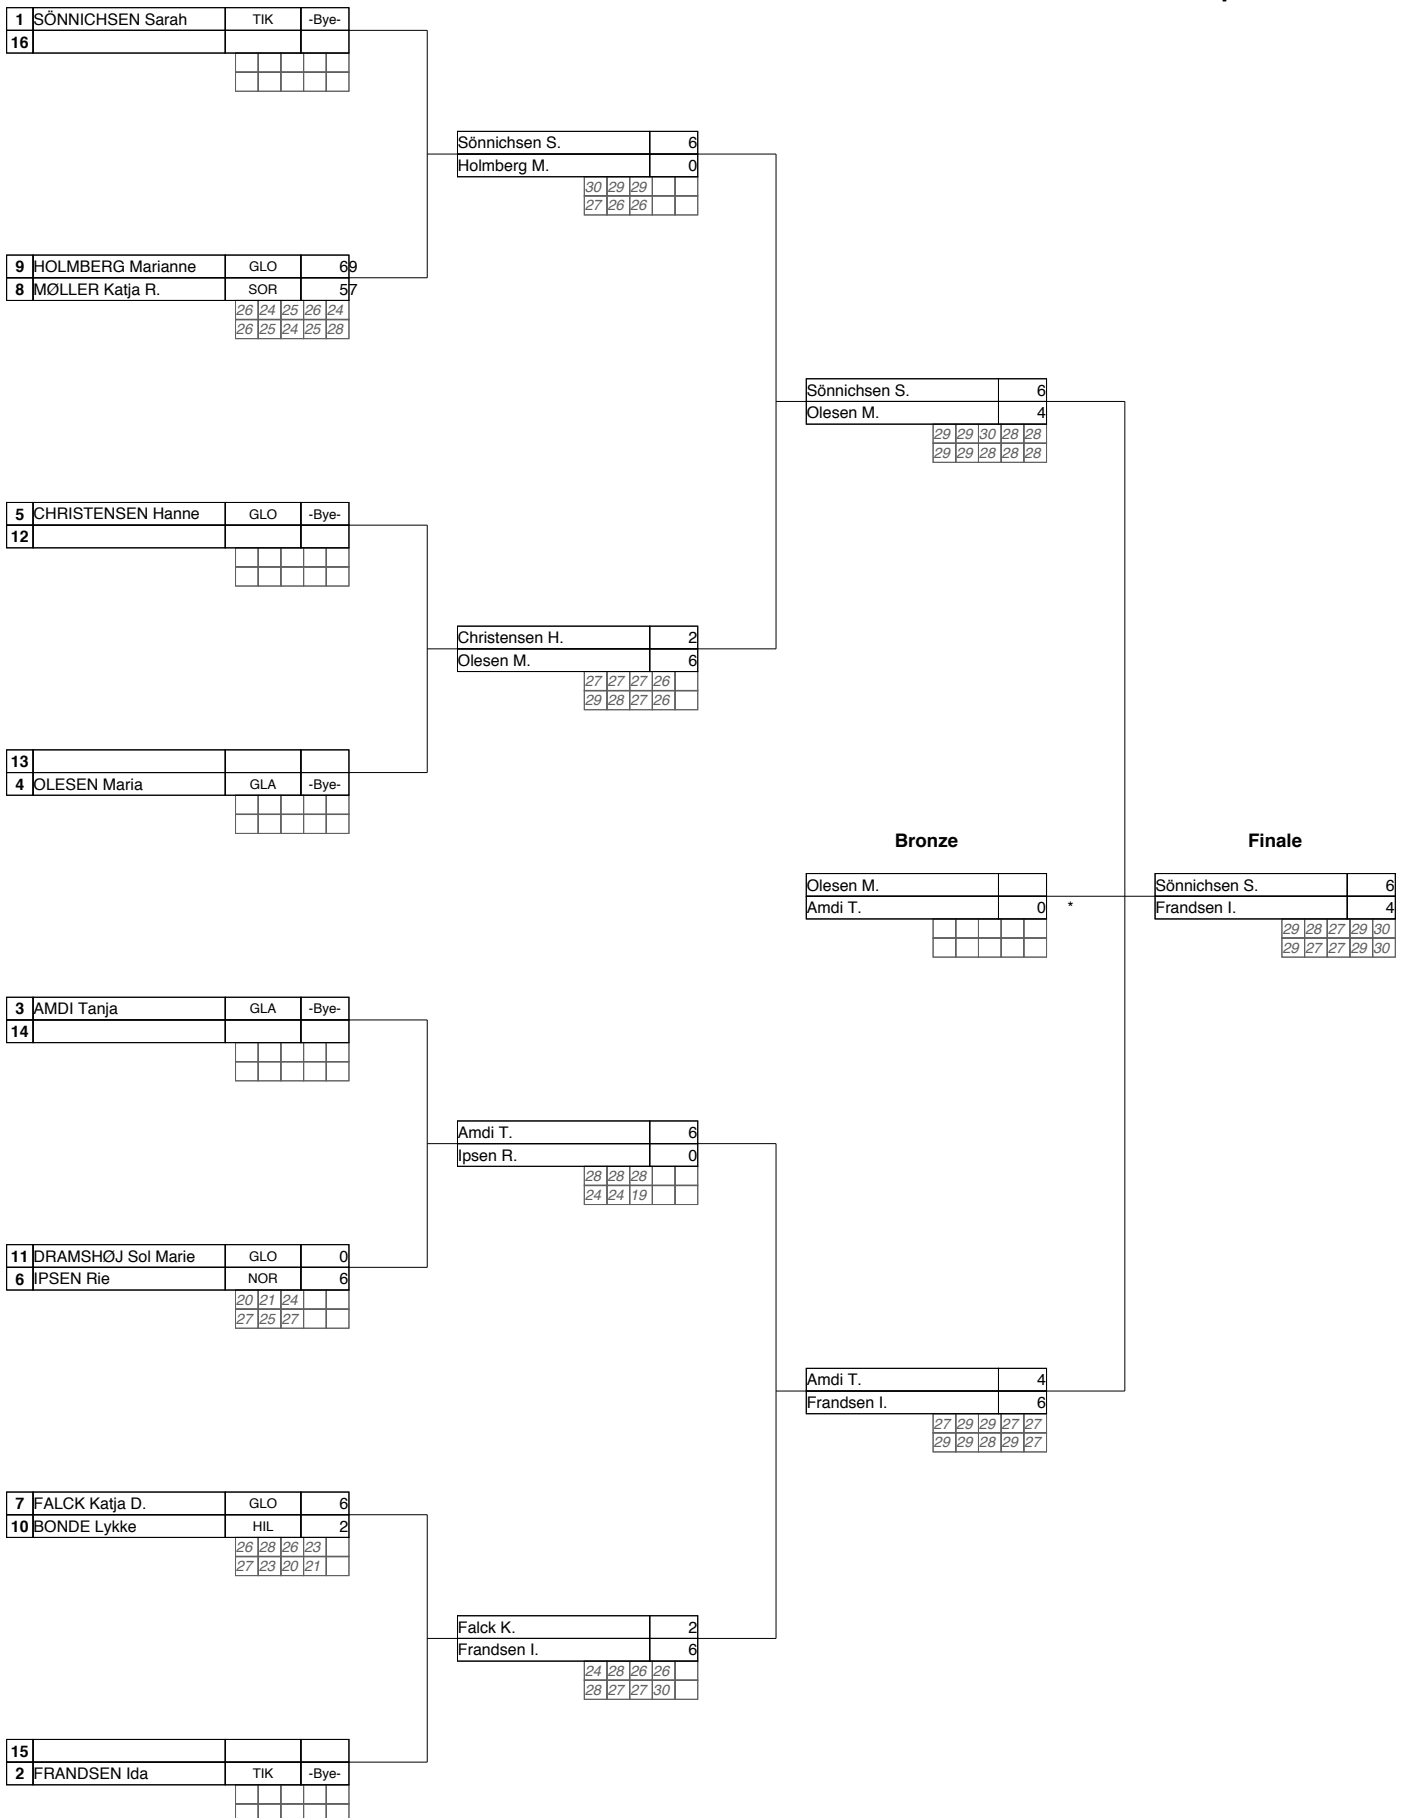 1 SÖNNICHSEN Sarah TIK -Bye-
16
Sönnichsen S. 6
Holmberg M. 0
30 29 29
27 26 26
9 HOLMBERG Marianne GLO 69
8 MØLLER Katja R. SOR 57
26 24 25 26 24
26 25 24 25 28
Sönnichsen S. 6
Olesen M. 4
29 29 30 28 28
29 29 28 28 28
5 CHRISTENSEN Hanne GLO -Bye-
12
Christensen H. 2
Olesen M. 6
27 27 27 26
29 28 27 26
13
4 OLESEN Maria GLA -Bye-
Bronze Finale
Olesen M. Sönnichsen S. 6
Amdi T. 0 * Frandsen I. 4
29 28 27 29 30
29 27 27 29 30
3 AMDI Tanja GLA -Bye-
14
Amdi T. 6
Ipsen R. 0
28 28 28
24 24 19
11 DRAMSHØJ Sol Marie GLO 0
6 IPSEN Rie NOR 6
20 21 24
27 25 27
Amdi T. 4
Frandsen I. 6
27 29 29 27 27
29 29 28 29 27
7 FALCK Katja D. GLO 6
10 BONDE Lykke HIL 2
26 28 26 23
27 23 20 21
Falck K. 2
Frandsen I. 6
24 28 26 26
28 27 27 30
15
2 FRANDSEN Ida TIK -Bye-